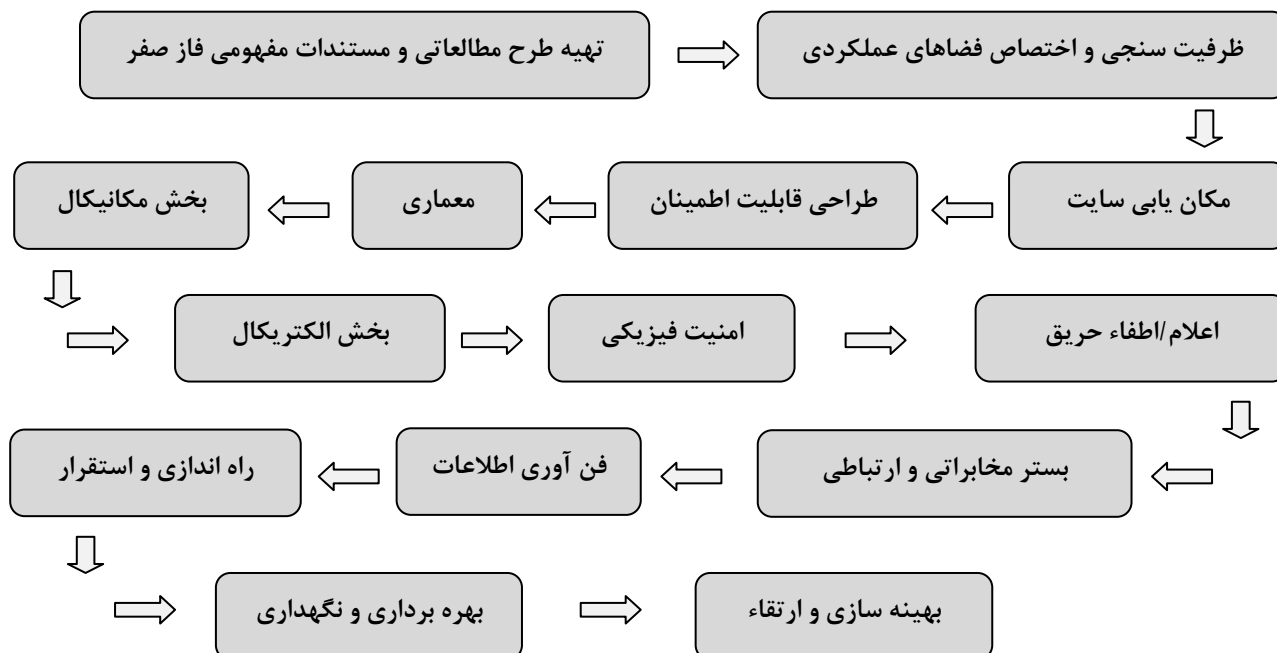 تهیه طرح مطالعاتی و مستندات مفهومی فاز صفر
ظرفیت سنجی و اختصاص فضاهای عملکردی
مکان یابی سایت
طراحی قابلیت اطمینان
معماری
بخش مکانیکال
بخش الکتریکال
امنیت فیزیکی
اعلام/اطفاء حریق
بستر مخابراتی و ارتباطی
فن آوری اطلاعات
راه اندازی و استقرار
بهره برداری و نگهداری
بهینه سازی و ارتقاء